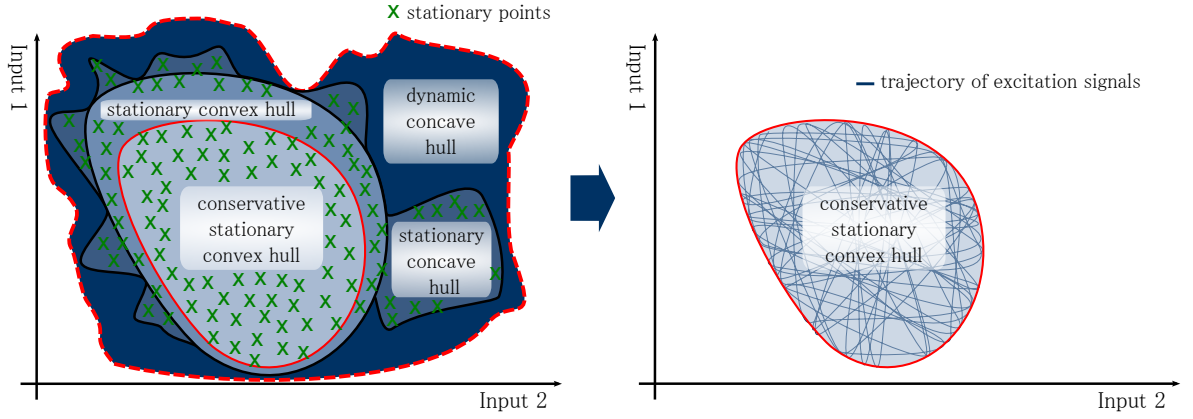 X stationary points
Input 1
stationary convex hull
dynamic
concave
hull
conservative
stationary
convex hull
stationary
concave
hull
Input 2
trajectory of excitation signals
Input 1
conservative
stationary
convex hull
Input 2